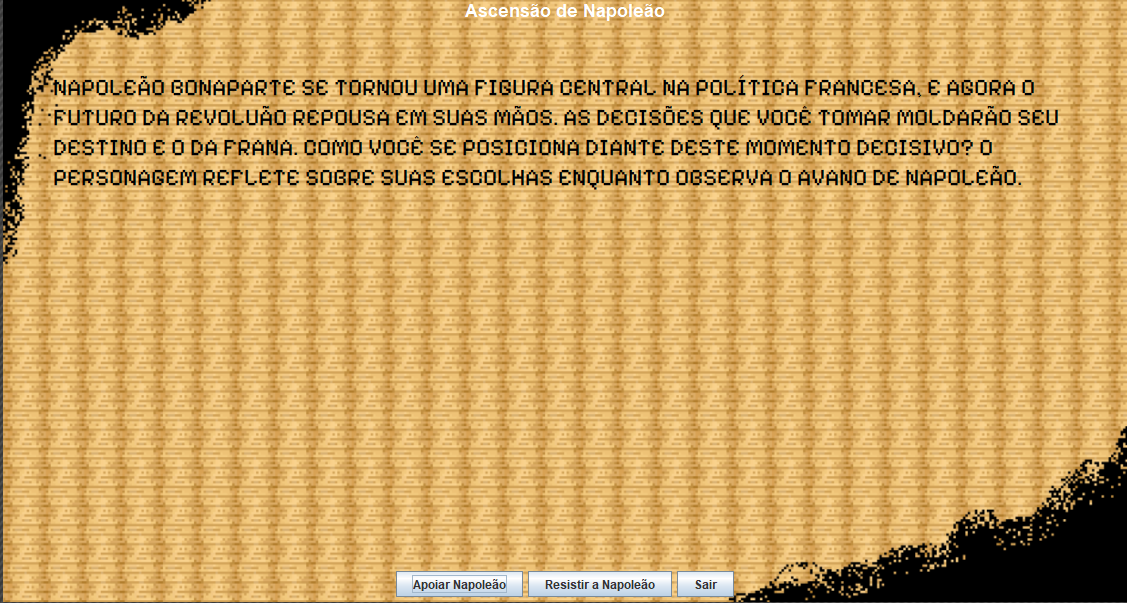 Ascensão de Napoleão
NAPOLEÃO BONAPARTE SE TORNOU UMA FIGURA CENTRAL NA POLÍTICA FRANCESA, E AGORA O
FUTURO DA REVOLUÃO REPOUSA EM SUAS MÃOS. AS DECISÕES QUE VOCÊ TOMAR MOLDARÃO SEU
DESTINO E O DA FRANA. COMO VOCÊ SE POSICIONA DIANTE DESTE MOMENTO DECISIVO? O
PERSONAGEM REFLETE SOBRE SUAS ESCOLHAS ENQUANTO OBSERVA O AVANO DE NAPOLEÃO.
Apoiar Napoleão Resistir a Napoleão Sair